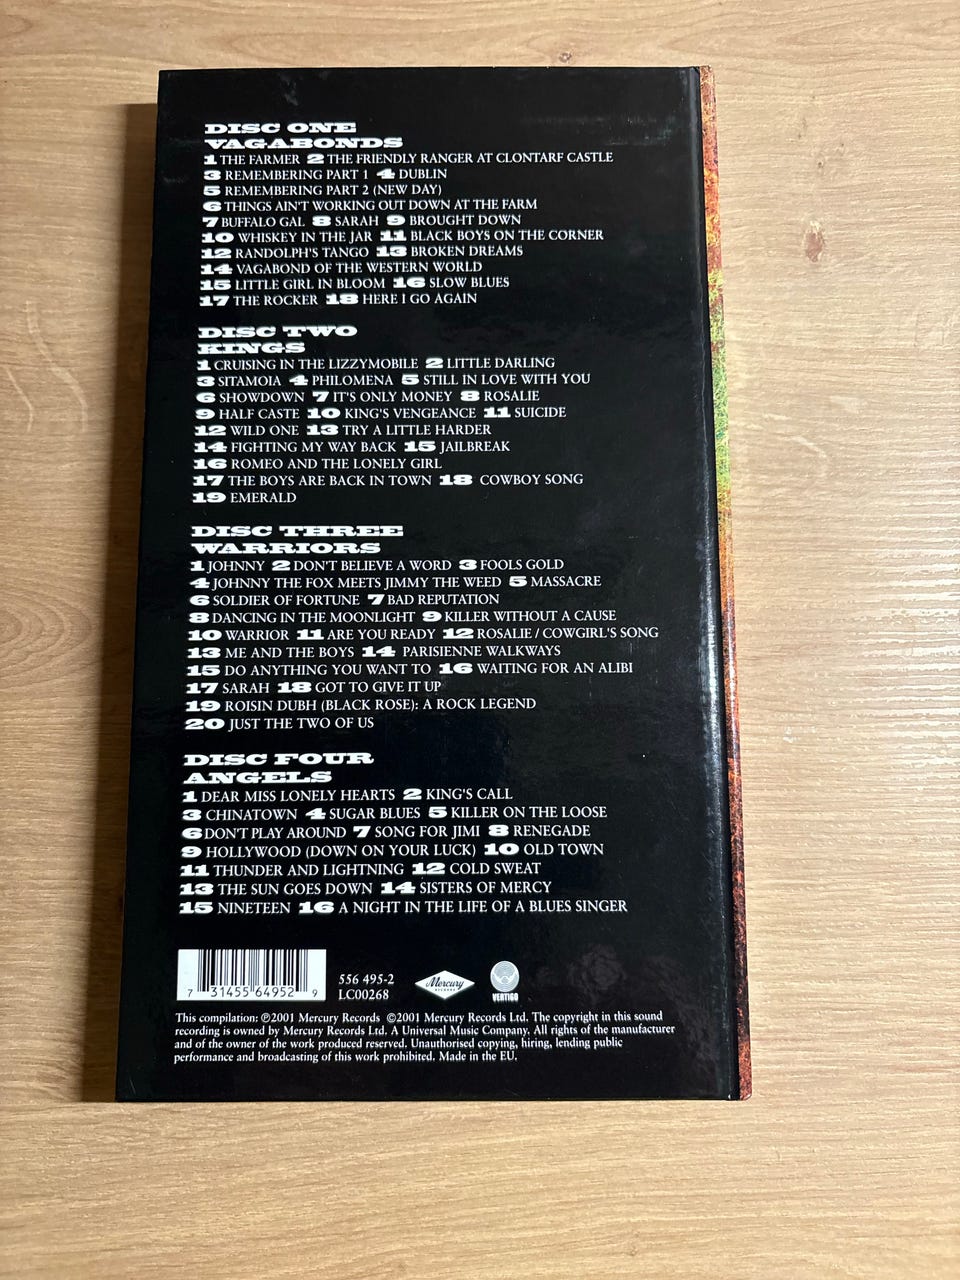 DISC ONE
VAGABONDS
1 THE FARMER 2 THE FRIENDLY RANGER AT CLONTARF CASTLE
3 REMEMBERING PART 1 4 DUBLIN
5 REMEMBERING PART 2 (NEW DAY)
6 THINGS AIN'T WORKING OUT DOWN AT THE FARM
7 BUFFALO GAL 8 SARAH 9 BROUGHT DOWN
10 WHISKEY IN THE JAR 11 BLACK BOYS ON THE CORNER
12 RANDOLPH'S TANGO 13 BROKEN DREAMS
14 VAGABOND OF THE WESTERN WORLD
15 LITTLE GIRL IN BLOOM 16 SLOW BLUES
17 THE ROCKER 18 HERE I GO AGAIN
DISC TWO
KINGS
1 CRUISING IN THE LIZZYMOBILE 2 LITTLE DARLING
3 SITAMOIA 4 PHILOMENA 5 STILL IN LOVE WITH YOU
6 SHOWDOWN 7 IT'S ONLY MONEY 8 ROSALIE
9 HALF CASTE 10 KING'S VENGEANCE 11 SUICIDE
12 WILD ONE 13 TRY A LITTLE HARDER
14 FIGHTING MY WAY BACK 15 JAILBREAK
16 ROMEO AND THE LONELY GIRL
17 THE BOYS ARE BACK IN TOWN 18 COWBOY SONG
19 EMERALD
DISC THREE
WARRIORS
1 JOHNNY 2 DON'T BELIEVE A WORD 3 FOOLS GOLD
4 JOHNNY THE FOX MEETS JIMMY THE WEED 5 MASSACRE
6 SOLDIER OF FORTUNE 7 BAD REPUTATION
8 DANCING IN THE MOONLIGHT 9 KILLER WITHOUT A CAUSE
10 WARRIOR 11 ARE YOU READY 12 ROSALIE / COWGIRL'S SONG
13 ME AND THE BOYS 14 PARISIENNE WALKWAYS
15 DO ANYTHING YOU WANT TO 16 WAITING FOR AN ALIBI
17 SARAH 18 GOT TO GIVE IT UP
19 ROISIN DUBH (BLACK ROSE): A ROCK LEGEND
20 JUST THE TWO OF US
DISC FOUR
ANGELS
1 DEAR MISS LONELY HEARTS 2 KING'S CALL
3 CHINATOWN 4 SUGAR BLUES 5 KILLER ON THE LOOSE
6 DON'T PLAY AROUND 7 SONG FOR JIMI 8 RENEGADE
9 HOLLYWOOD (DOWN ON YOUR LUCK) 10 OLD TOWN
11 THUNDER AND LIGHTNING 12 COLD SWEAT
13 THE SUN GOES DOWN 14 SISTERS OF MERCY
15 NINETEEN 16 A NIGHT IN THE LIFE OF A BLUES SINGER
7 31455 64952 9
556 495-2
LC00268
Mercury
RECORDS
VERTIGO
This compilation: ℗2001 Mercury Records ©2001 Mercury Records Ltd. The copyright in this sound
recording is owned by Mercury Records Ltd. A Universal Music Company. All rights of the manufacturer
and of the owner of the work produced reserved. Unauthorised copying, hiring, lending public
performance and broadcasting of this work prohibited. Made in the EU.